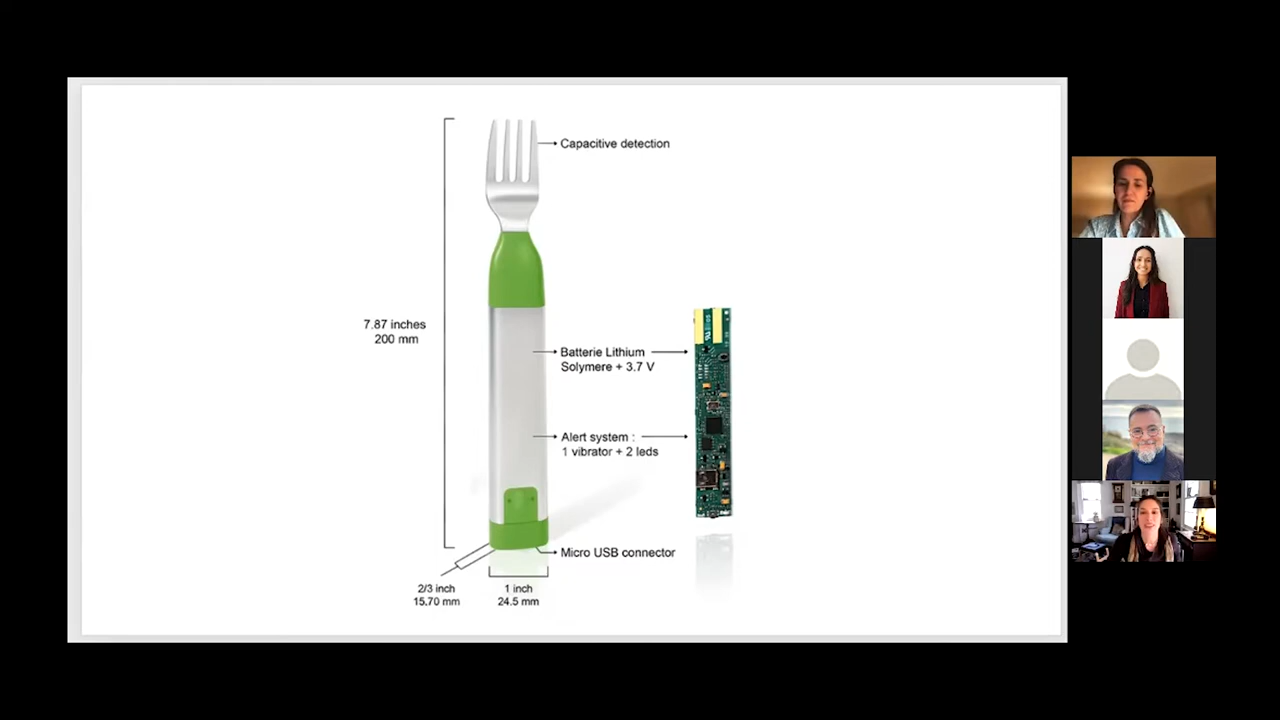 Capacitive detection
7.87 inches
200 mm
Batterie Lithium
Solymere + 3.7 V
Alert system :
1 vibrator + 2 leds
Micro USB connector
2/3 inch
15.70 mm
1 inch
24.5 mm